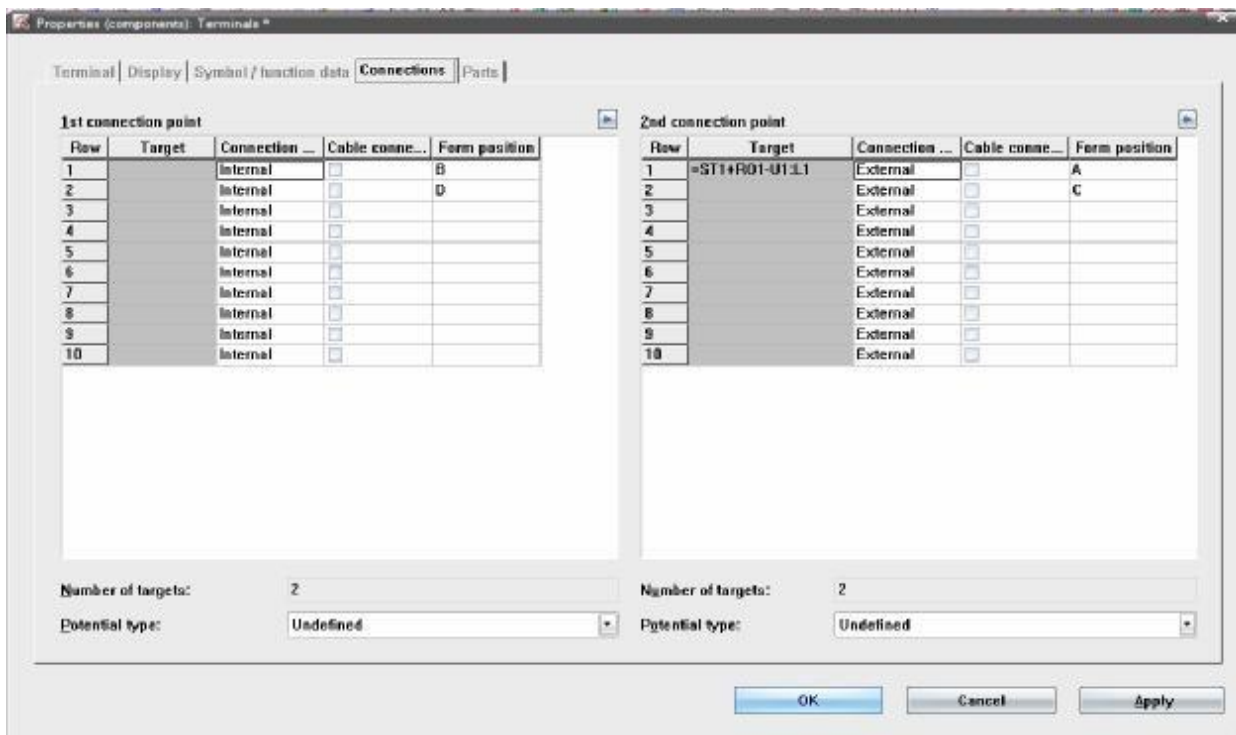 Properties (components): Terminals *
Terminal Display Symbol / function data Connections Parts
1st connection point
Row Target Connection ... Cable conne... Form position
1 Internal B
2 Internal D
3 Internal
4 Internal
5 Internal
6 Internal
7 Internal
8 Internal
9 Internal
10 Internal
Number of targets: 2
Potential type: Undefined
2nd connection point
Row Target Connection ... Cable conne... Form position
1 =ST1+R01-U1:L1 External A
2 External C
3 External
4 External
5 External
6 External
7 External
8 External
9 External
10 External
Number of targets: 2
Potential type: Undefined
OK Cancel Apply